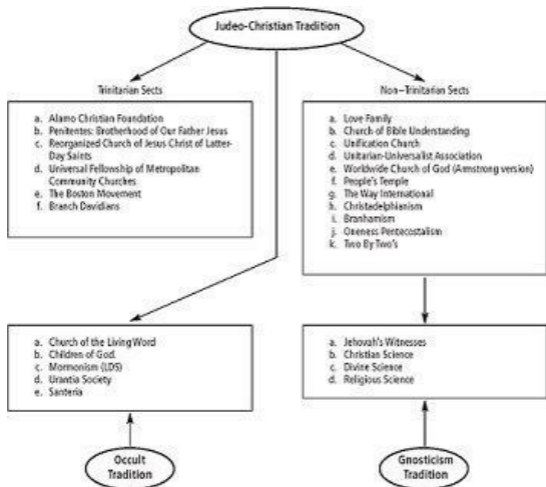 Judeo-Christian Tradition
Trinitarian Sects
a. Alamo Christian Foundation
b. Penitentes: Brotherhood of Our Father Jesus
c. Reorganized Church of Jesus Christ of Latter-
Day Saints
d. Universal Fellowship of Metropolitan
Community Churches
e. The Boston Movement
f. Branch Davidians
Non-Trinitarian Sects
a. Love Family
b. Church of Bible Understanding
c. Unification Church
d. Unitarian-Universalist Association
e. Worldwide Church of God (Armstrong version)
f. People's Temple
g. The Way International
h. Christadelphianism
i. Branhamism
j. Oneness Pentecostalism
k. Two By Two's
a. Church of the Living Word
b. Children of God.
c. Mormonism (LDS)
d. Urantia Society
e. Santeria
a. Jehovah's Witnesses
b. Christian Science
c. Divine Science
d. Religious Science
Occult
Tradition
Gnosticism
Tradition